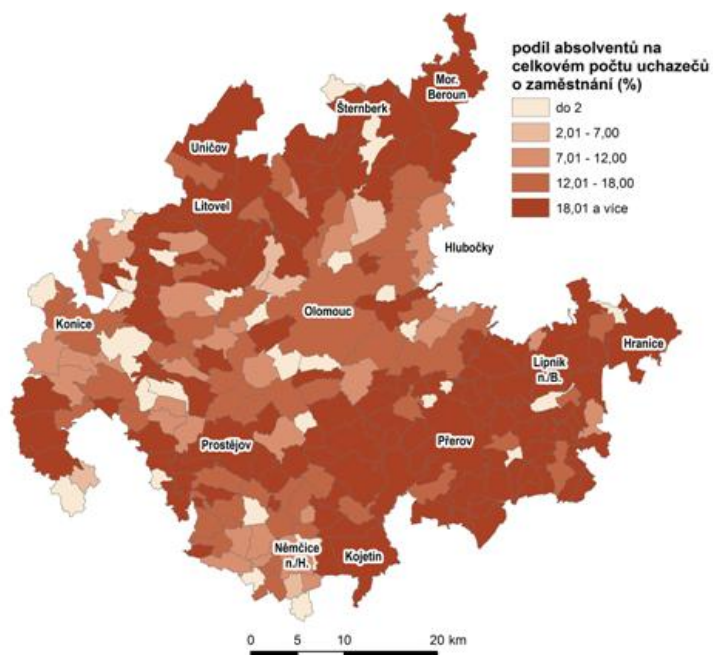 podíl absolventů na
celkovém počtu uchazečů
o zaměstnání (%)
do 2
2,01 - 7,00
7,01 - 12,00
12,01 - 18,00
18,01 a více
Mor.
Beroun
Šternberk
Uničov
Litovel
Hlubočky
Olomouc
Konice
Hranice
Lipník
n./B.
Prostějov
Přerov
Němčice
n./H.
Kojetín
0 5 10 20 km